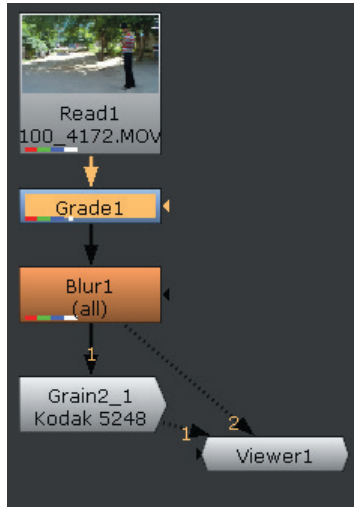 Read1
100_4172.MOV
Grade1
Blur1
(all)
1
Grain2_1
Kodak 5248
1
2
Viewer1